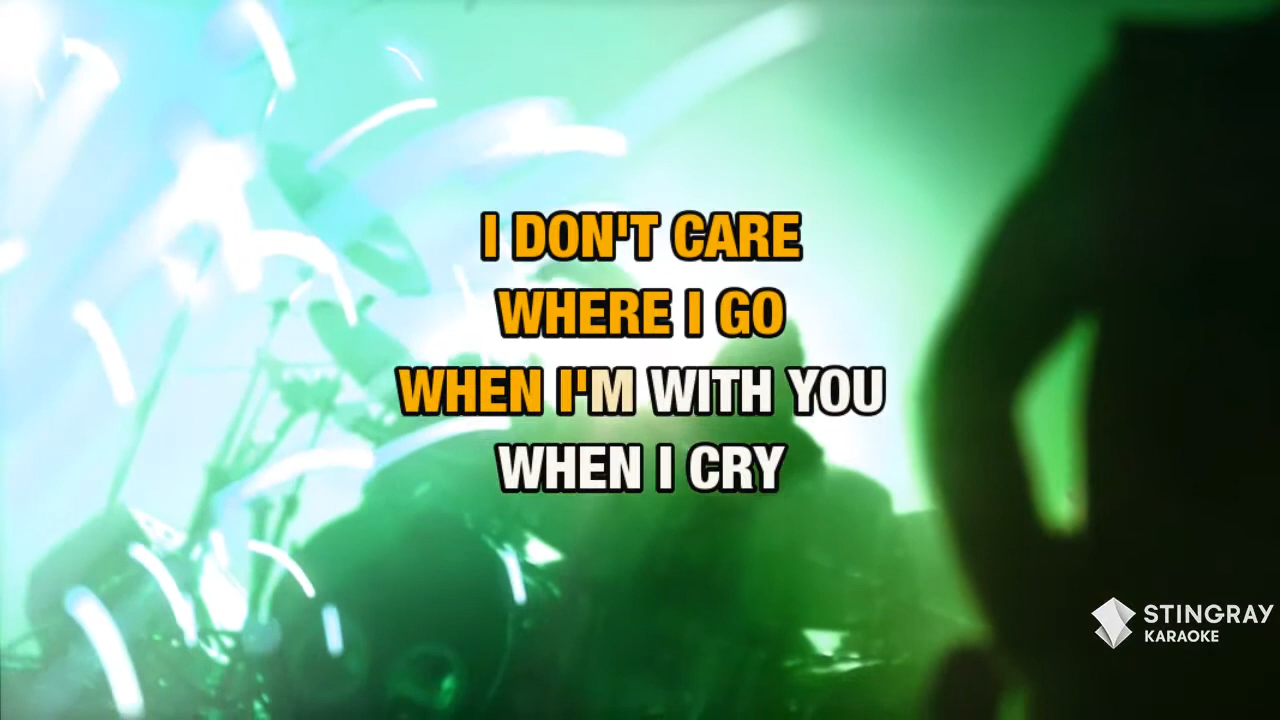 I DON'T CARE
WHERE I GO
WHEN I'M WITH YOU
WHEN I CRY
STINGRAY
KARAOKE